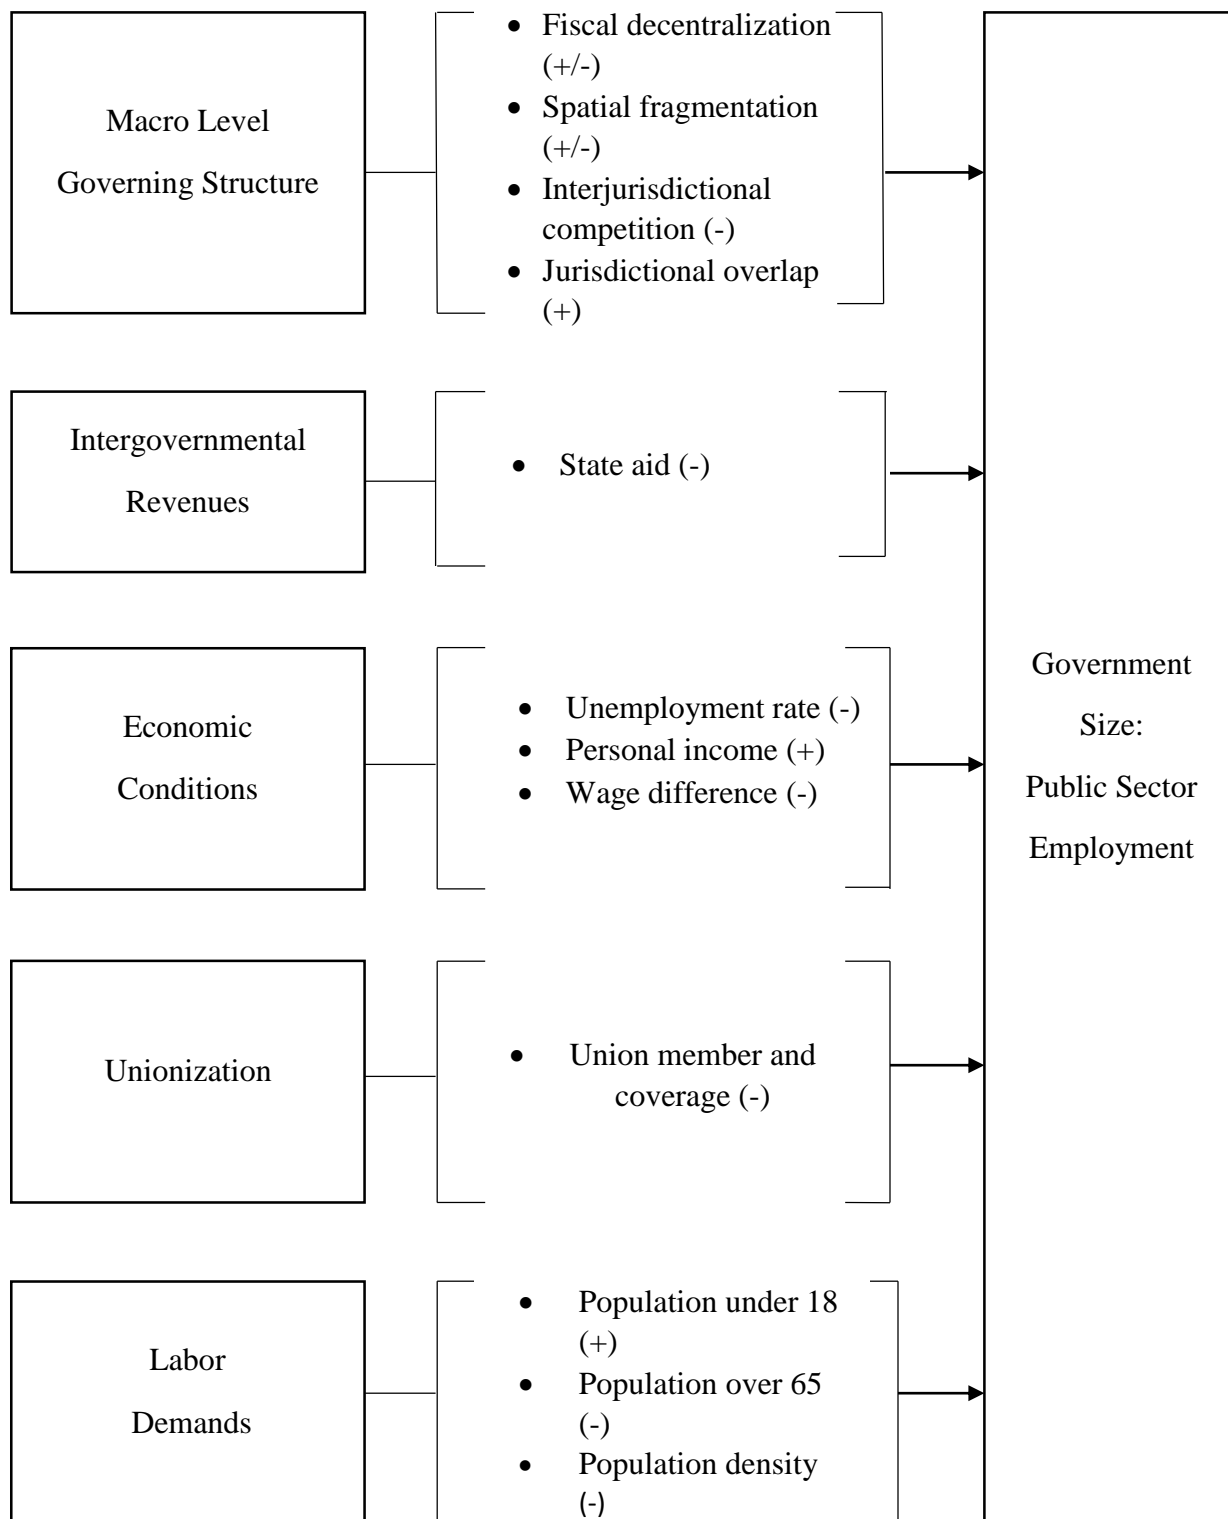 Macro Level
Governing Structure
• Fiscal decentralization
(+/-)
• Spatial fragmentation
(+/-)
• Interjurisdictional
competition (-)
• Jurisdictional overlap
(+)
Intergovernmental
Revenues
• State aid (-)
Economic
Conditions
• Unemployment rate (-)
• Personal income (+)
• Wage difference (-)
Unionization
• Union member and
coverage (-)
Labor
Demands
• Population under 18
(+)
• Population over 65
(-)
• Population density
(-)
Government
Size:
Public Sector
Employment